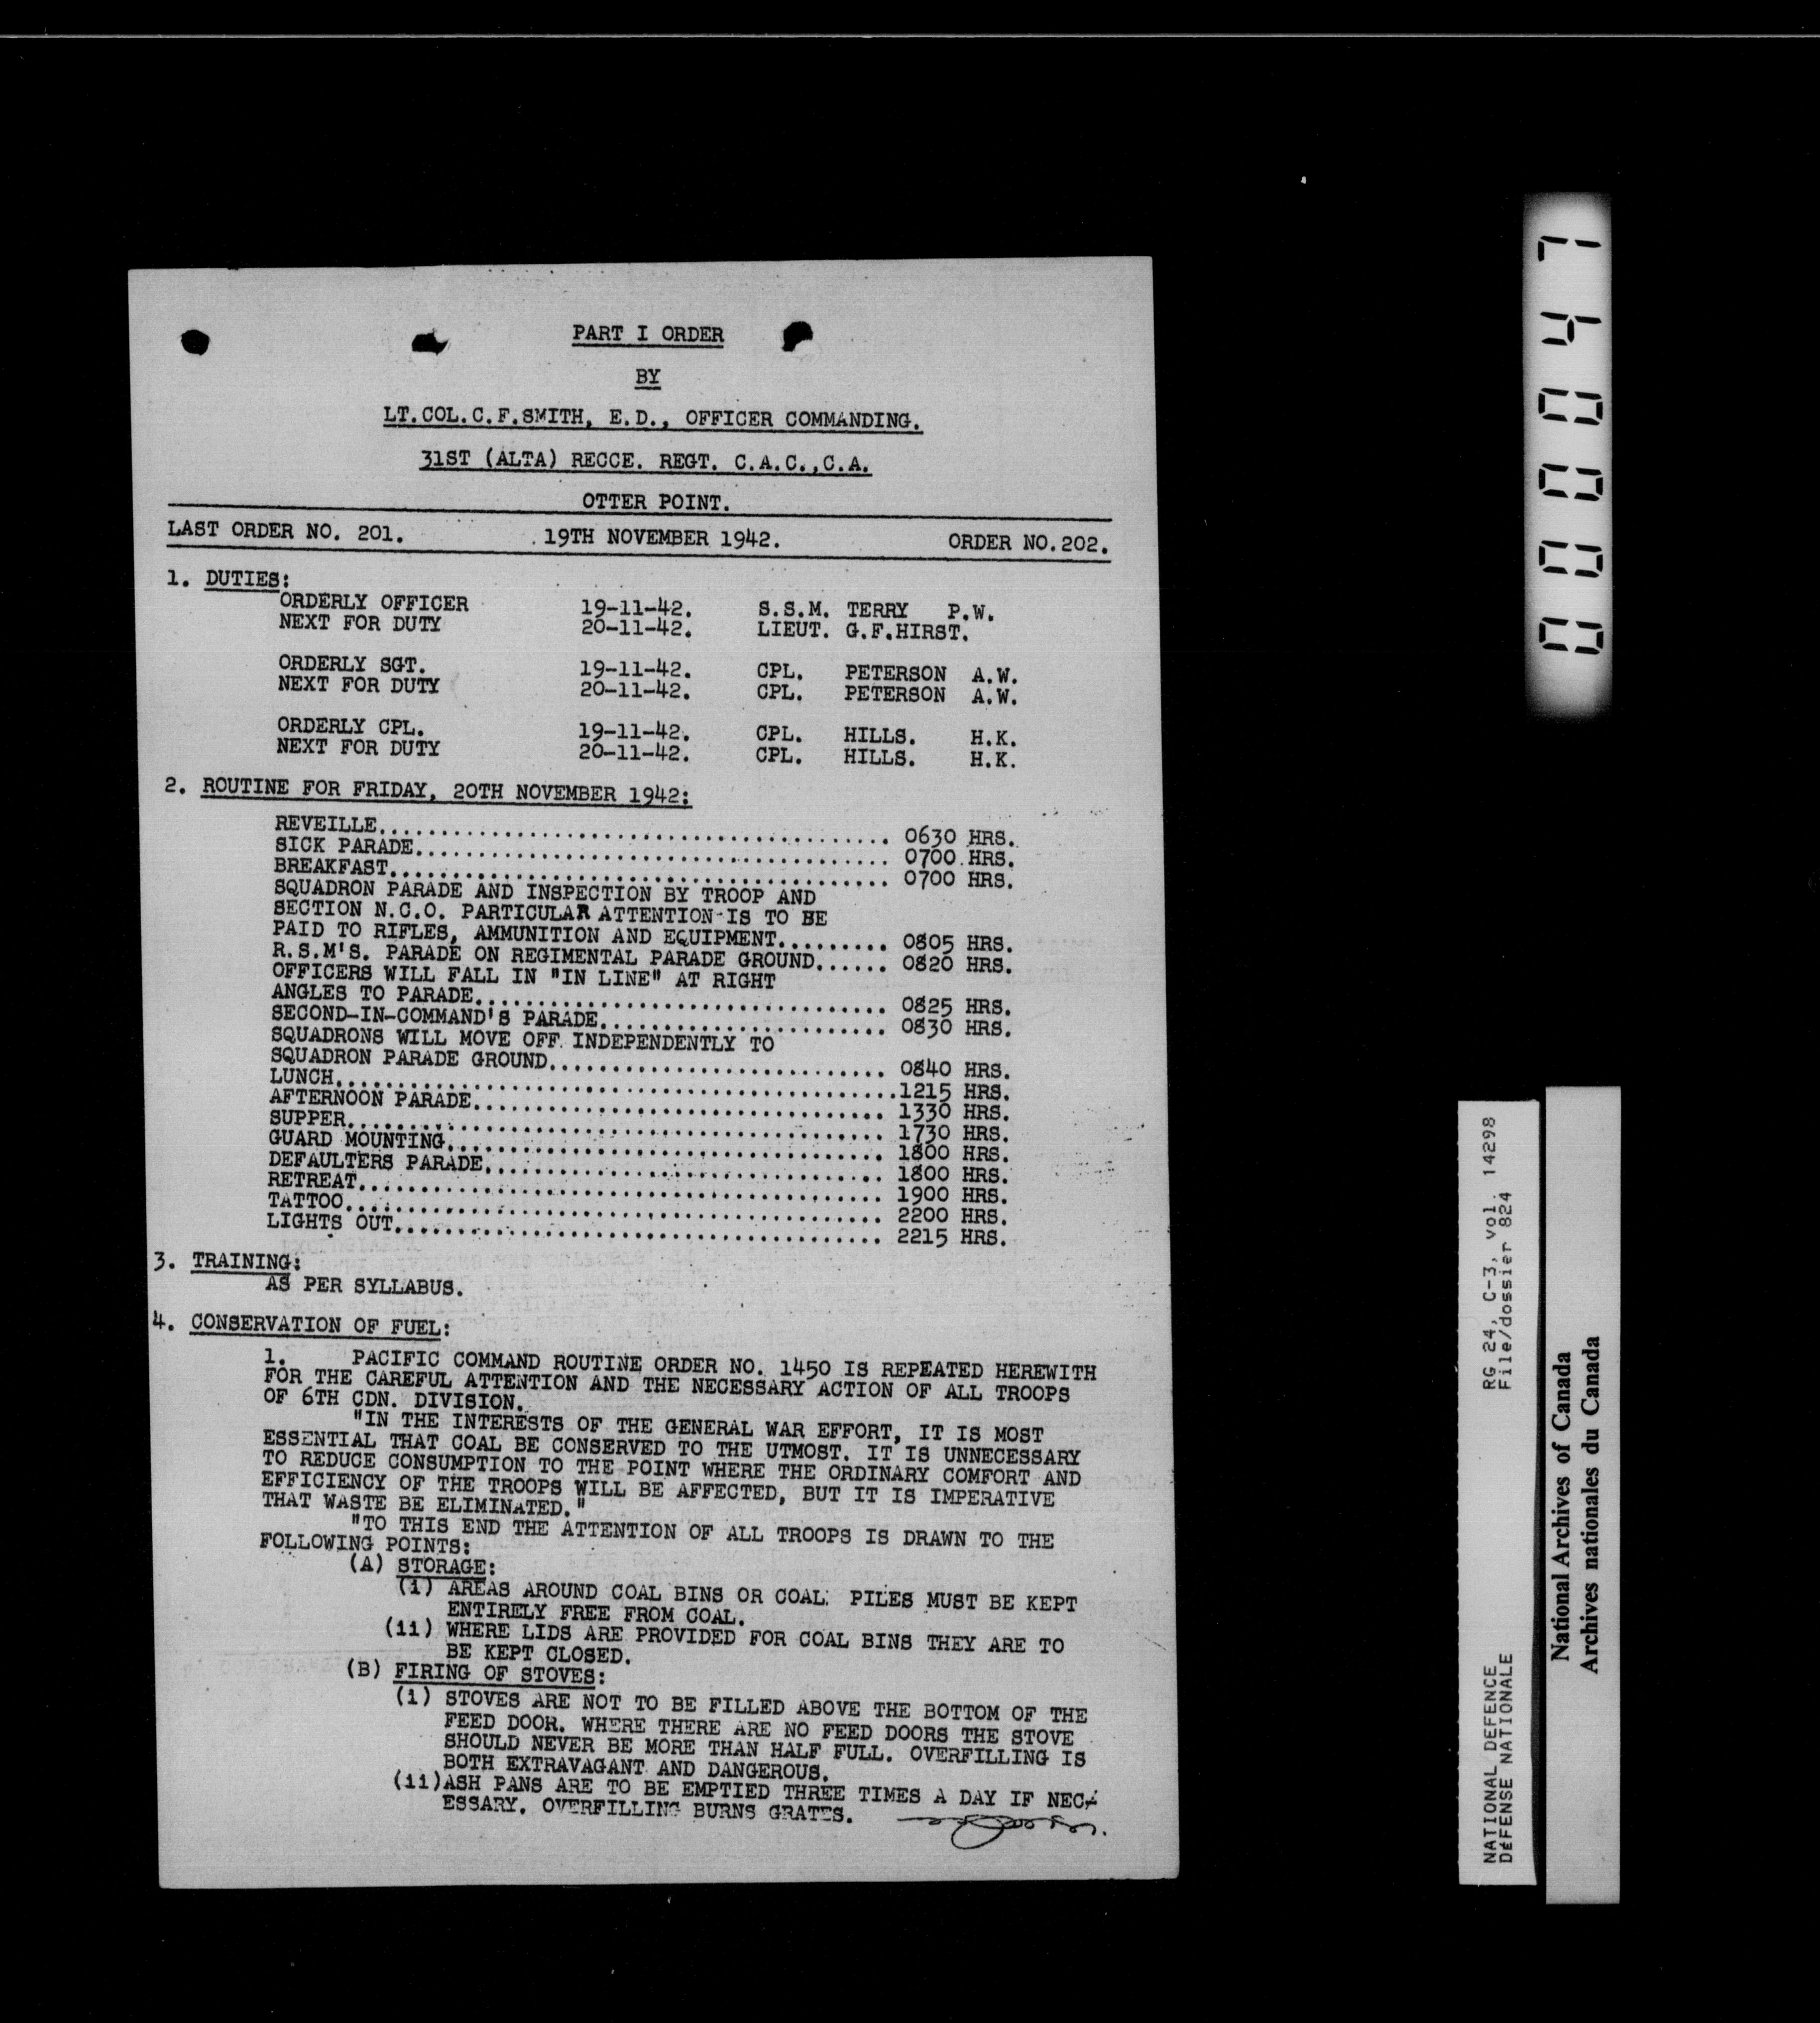 PART I ORDER
BY
LT.COL.C.F.SMITH, E.D., OFFICER COMMANDING.
31ST (ALTA) RECCE. REGT. C.A.C.,C.A.
OTTER POINT.
LAST ORDER NO. 201. 19TH NOVEMBER 1942. ORDER NO.202.
1. DUTIES:
ORDERLY OFFICER 19-11-42. S.S.M. TERRY P.W.
NEXT FOR DUTY 20-11-42. LIEUT. G.F.HIRST.
ORDERLY SGT. 19-11-42. CPL. PETERSON A.W.
NEXT FOR DUTY 20-11-42. CPL. PETERSON A.W.
ORDERLY CPL. 19-11-42. CPL. HILLS. H.K.
NEXT FOR DUTY 20-11-42. CPL. HILLS. H.K.
2. ROUTINE FOR FRIDAY, 20TH NOVEMBER 1942:
REVEILLE......................................... 0630 HRS.
SICK PARADE...................................... 0700 HRS.
BREAKFAST........................................ 0700 HRS.
SQUADRON PARADE AND INSPECTION BY TROOP AND
SECTION N.C.O. PARTICULAR ATTENTION IS TO BE
PAID TO RIFLES, AMMUNITION AND EQUIPMENT......... 0805 HRS.
R.S.M'S. PARADE ON REGIMENTAL PARADE GROUND...... 0820 HRS.
OFFICERS WILL FALL IN "IN LINE" AT RIGHT
ANGLES TO PARADE................................. 0825 HRS.
SECOND-IN-COMMAND'S PARADE....................... 0830 HRS.
SQUADRONS WILL MOVE OFF INDEPENDENTLY TO
SQUADRON PARADE GROUND........................... 0840 HRS.
LUNCH.............................................1215 HRS.
AFTERNOON PARADE................................. 1330 HRS.
SUPPER........................................... 1730 HRS.
GUARD MOUNTING................................... 1800 HRS.
DEFAULTERS PARADE................................ 1800 HRS.
RETREAT.......................................... 1900 HRS.
TATTOO........................................... 2200 HRS.
LIGHTS OUT....................................... 2215 HRS.
3. TRAINING:
AS PER SYLLABUS.
4. CONSERVATION OF FUEL:
1. PACIFIC COMMAND ROUTINE ORDER NO. 1450 IS REPEATED HEREWITH
FOR THE CAREFUL ATTENTION AND THE NECESSARY ACTION OF ALL TROOPS
OF 6TH CDN. DIVISION.
"IN THE INTERESTS OF THE GENERAL WAR EFFORT, IT IS MOST
ESSENTIAL THAT COAL BE CONSERVED TO THE UTMOST. IT IS UNNECESSARY
TO REDUCE CONSUMPTION TO THE POINT WHERE THE ORDINARY COMFORT AND
EFFICIENCY OF THE TROOPS WILL BE AFFECTED, BUT IT IS IMPERATIVE
THAT WASTE BE ELIMINATED."
"TO THIS END THE ATTENTION OF ALL TROOPS IS DRAWN TO THE
FOLLOWING POINTS:
(A) STORAGE:
(i) AREAS AROUND COAL BINS OR COAL PILES MUST BE KEPT
ENTIRELY FREE FROM COAL.
(ii) WHERE LIDS ARE PROVIDED FOR COAL BINS THEY ARE TO
BE KEPT CLOSED.
(B) FIRING OF STOVES:
(i) STOVES ARE NOT TO BE FILLED ABOVE THE BOTTOM OF THE
FEED DOOR. WHERE THERE ARE NO FEED DOORS THE STOVE
SHOULD NEVER BE MORE THAN HALF FULL. OVERFILLING IS
BOTH EXTRAVAGANT AND DANGEROUS.
(ii)ASH PANS ARE TO BE EMPTIED THREE TIMES A DAY IF NEC-
ESSARY. OVERFILLING BURNS GRATES.
0000047
NATIONAL DEFENCE RG 24, C-3, vol. 14298
DÉFENSE NATIONALE File/dossier 824
National Archives of Canada
Archives nationales du Canada